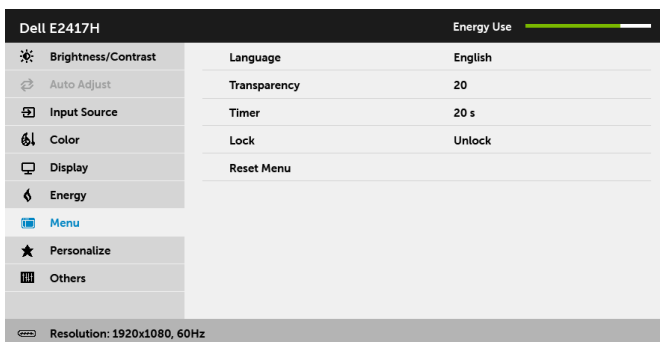 Dell E2417H Energy Use
Brightness/Contrast Language English
Auto Adjust Transparency 20
Input Source Timer 20 s
Color Lock Unlock
Display Reset Menu
Energy
Menu
Personalize
Others
Resolution: 1920x1080, 60Hz